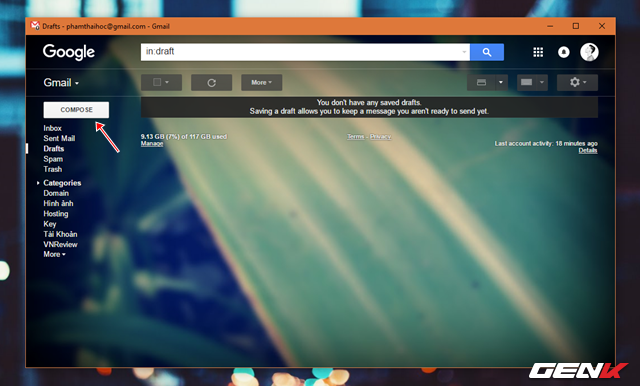 Drafts - phamthaihoc@gmail.com - Gmail
Google
in:draft
Gmail
More
COMPOSE
You don't have any saved drafts.
Saving a draft allows you to keep a message you aren't ready to send yet.
Inbox
Sent Mail
Drafts
Spam
Trash
Categories
Domain
Hình ảnh
Hosting
Key
Tài Khoản
VNReview
More
9.13 GB (7%) of 117 GB used
Manage
Terms - Privacy
Last account activity: 18 minutes ago
Details
GENK